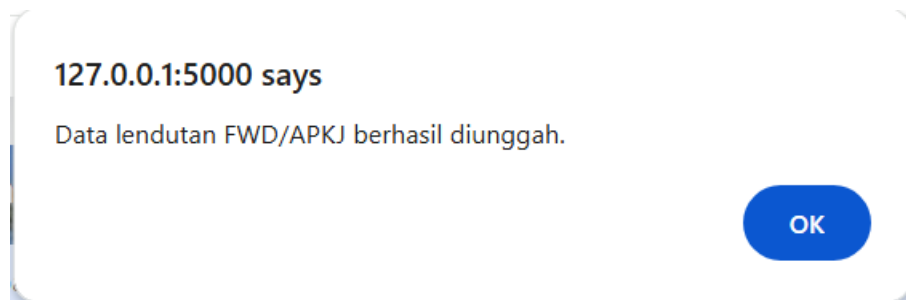 127.0.0.1:5000 says
Data lendutan FWD/APKJ berhasil diunggah.
OK